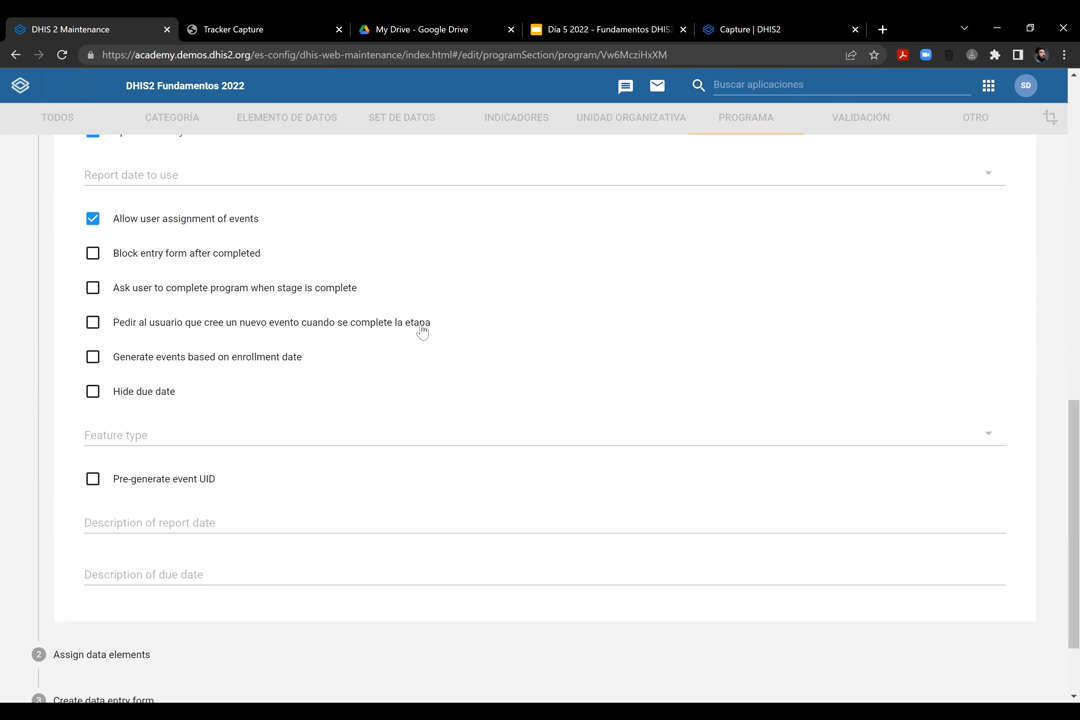 DHIS 2 Maintenance
Tracker Capture
My Drive - Google Drive
Día 5 2022 - Fundamentos DHIS
Capture | DHIS2
https://academy.demos.dhis2.org/es-config/dhis-web-maintenance/index.html#/edit/programSection/program/Vw6McziHxXM
DHIS2 Fundamentos 2022
Buscar aplicaciones
SD
TODOS
CATEGORÍA
ELEMENTO DE DATOS
SET DE DATOS
INDICADORES
UNIDAD ORGANIZATIVA
PROGRAMA
VALIDACIÓN
OTRO
Report date to use
Allow user assignment of events
Block entry form after completed
Ask user to complete program when stage is complete
Pedir al usuario que cree un nuevo evento cuando se complete la etapa
Generate events based on enrollment date
Hide due date
Feature type
Pre-generate event UID
Description of report date
Description of due date
2 Assign data elements
3 Create data entry form